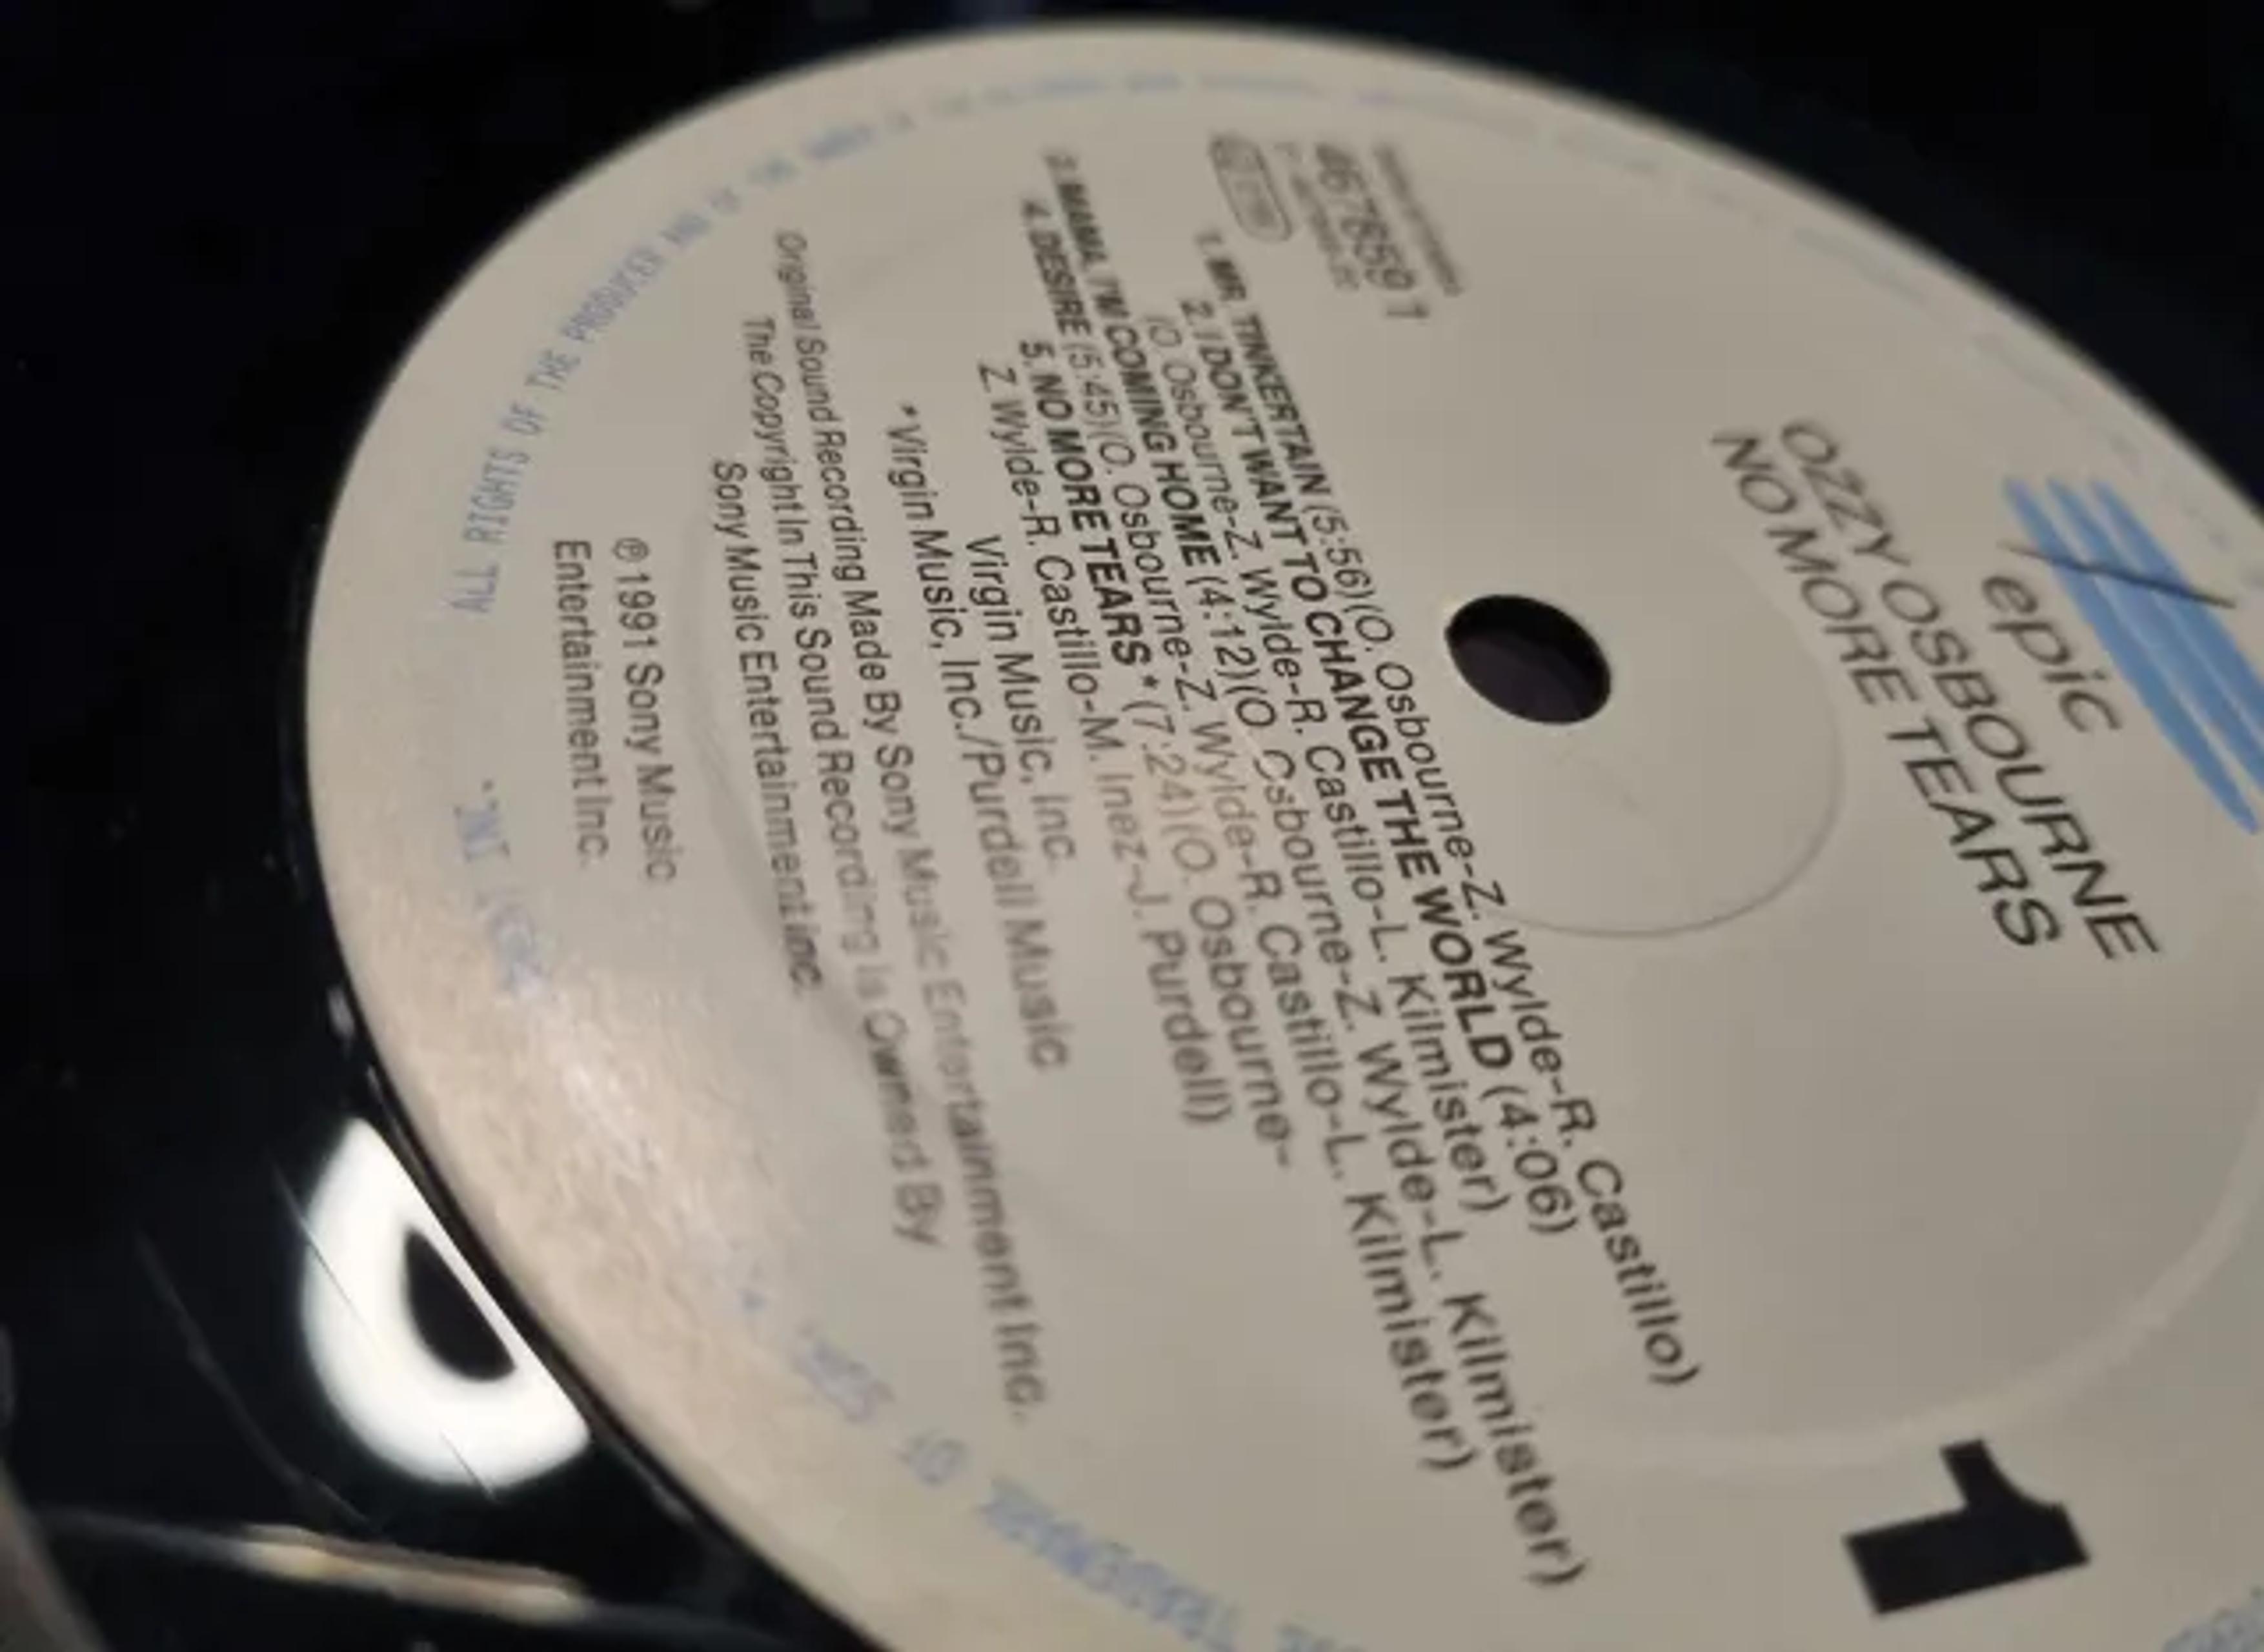 epic
OZZY OSBOURNE
NO MORE TEARS
1
467859 1
1. MR. TINKERTAIN (5:56)(O. Osbourne-Z. Wylde-R. Castillo)
2. I DON'T WANT TO CHANGE THE WORLD (4:06)
(O. Osbourne-Z. Wylde-R. Castillo-L. Kilmister)
3. MAMA, I'M COMING HOME (4:12)(O. Osbourne-Z. Wylde-L. Kilmister)
4. DESIRE (5:45)(O. Osbourne-Z. Wylde-R. Castillo-L. Kilmister)
5. NO MORE TEARS* (7:24)(O. Osbourne-
Z. Wylde-R. Castillo-M. Inez-J. Purdell)
Virgin Music, Inc.
*Virgin Music, Inc./Purdell Music
Original Sound Recording Made By Sony Music Entertainment Inc.
The Copyright In This Sound Recording Is Owned By
Sony Music Entertainment Inc.
℗ 1991 Sony Music
Entertainment Inc.
ALL RIGHTS OF THE PRODUCER AND OF THE